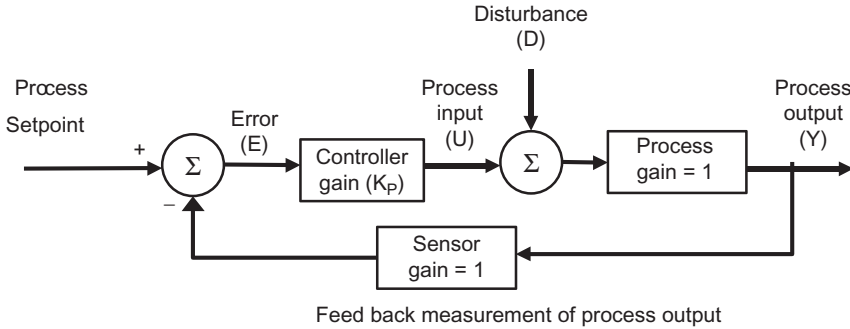 Disturbance
(D)
Process
Setpoint
+
Σ
−
Error
(E)
Controller
gain (KP)
Process
input
(U)
Σ
Process
gain = 1
Process
output
(Y)
Sensor
gain = 1
Feed back measurement of process output